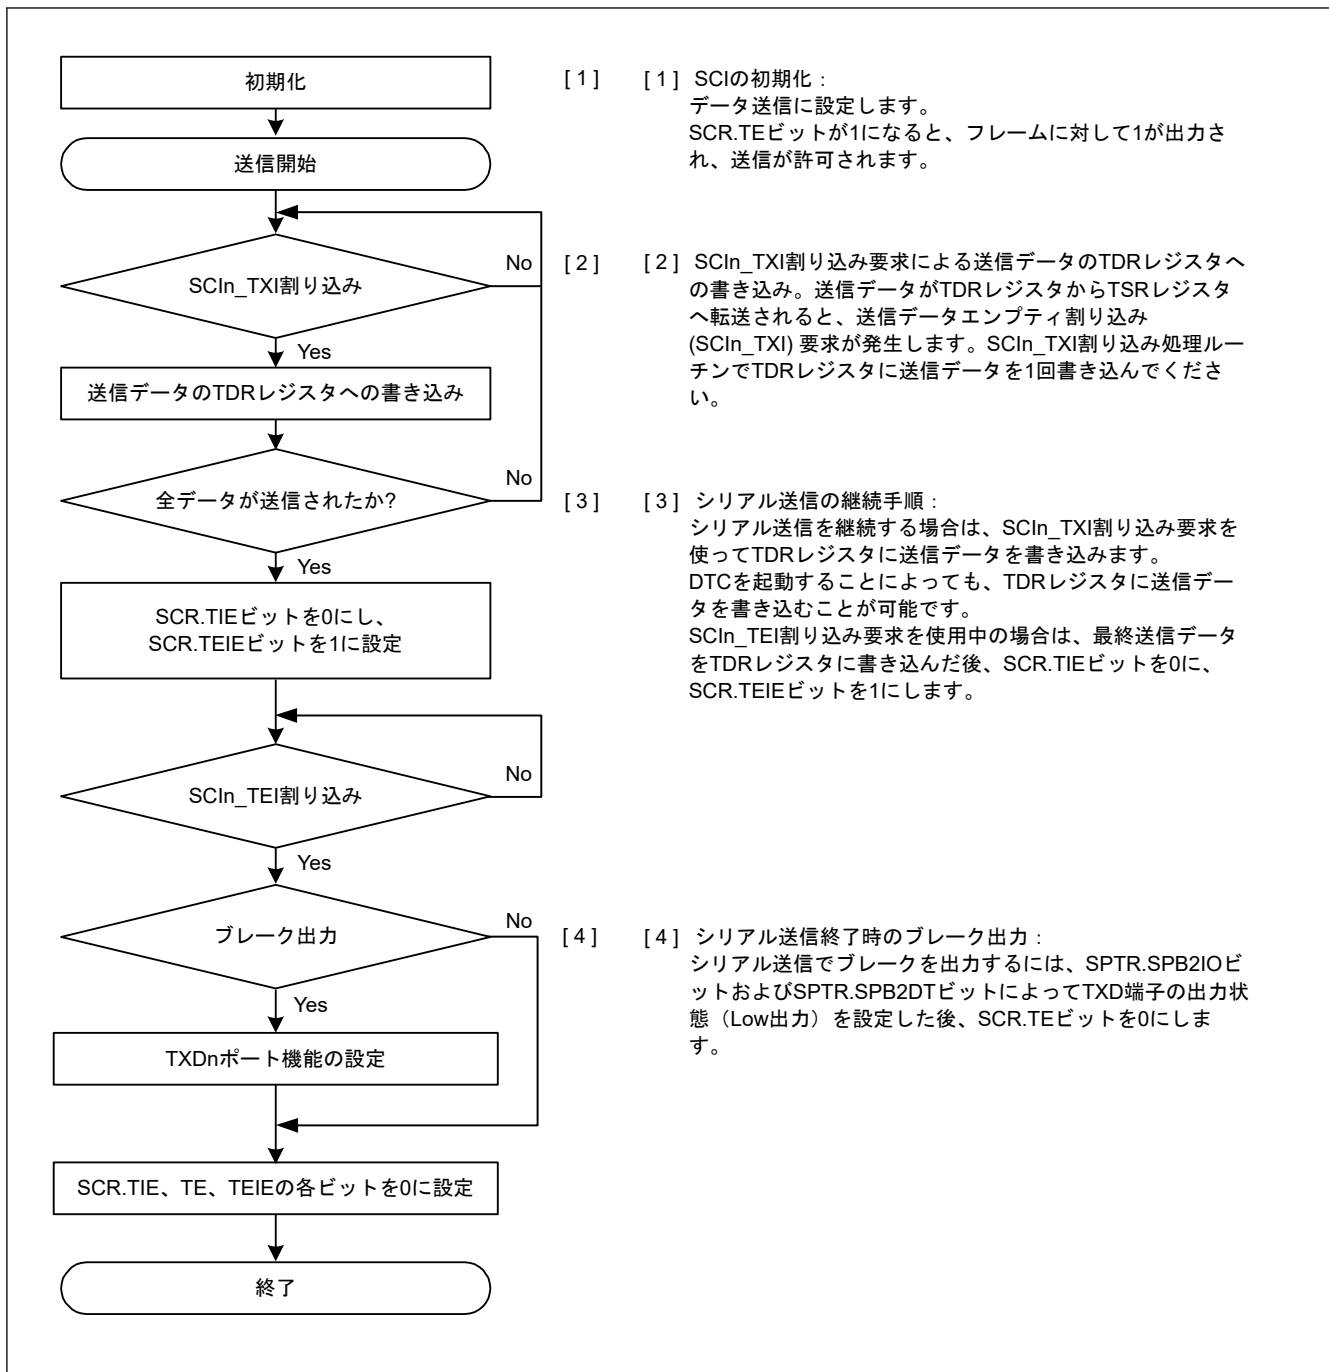 初期化
[ 1 ]
[ 1 ] SCIの初期化：
データ送信に設定します。
SCR.TEビットが1になると、フレームに対して1が出力さ
れ、送信が許可されます。
送信開始
SCIn_TXI割り込み
No
[ 2 ]
[ 2 ] SCIn_TXI割り込み要求による送信データのTDRレジスタへ
の書き込み。送信データがTDRレジスタからTSRレジスタ
へ転送されると、送信データエンプティ割り込み
(SCIn_TXI) 要求が発生します。SCIn_TXI割り込み処理ルー
チンでTDRレジスタに送信データを1回書き込んでくださ
い。
Yes
送信データのTDRレジスタへの書き込み
全データが送信されたか?
No
[ 3 ]
[ 3 ] シリアル送信の継続手順：
シリアル送信を継続する場合は、SCIn_TXI割り込み要求を
使ってTDRレジスタに送信データを書き込みます。
DTCを起動することによっても、TDRレジスタに送信デー
タを書き込むことが可能です。
SCIn_TEI割り込み要求を使用中の場合は、最終送信データ
をTDRレジスタに書き込んだ後、SCR.TIEビットを0に、
SCR.TEIEビットを1にします。
Yes
SCR.TIEビットを0にし、
SCR.TEIEビットを1に設定
SCIn_TEI割り込み
No
Yes
ブレーク出力
No
[ 4 ]
[ 4 ] シリアル送信終了時のブレーク出力：
シリアル送信でブレークを出力するには、SPTR.SPB2IOビ
ットおよびSPTR.SPB2DTビットによってTXD端子の出力状
態（Low出力）を設定した後、SCR.TEビットを0にしま
す。
Yes
TXDnポート機能の設定
SCR.TIE、TE、TEIEの各ビットを0に設定
終了